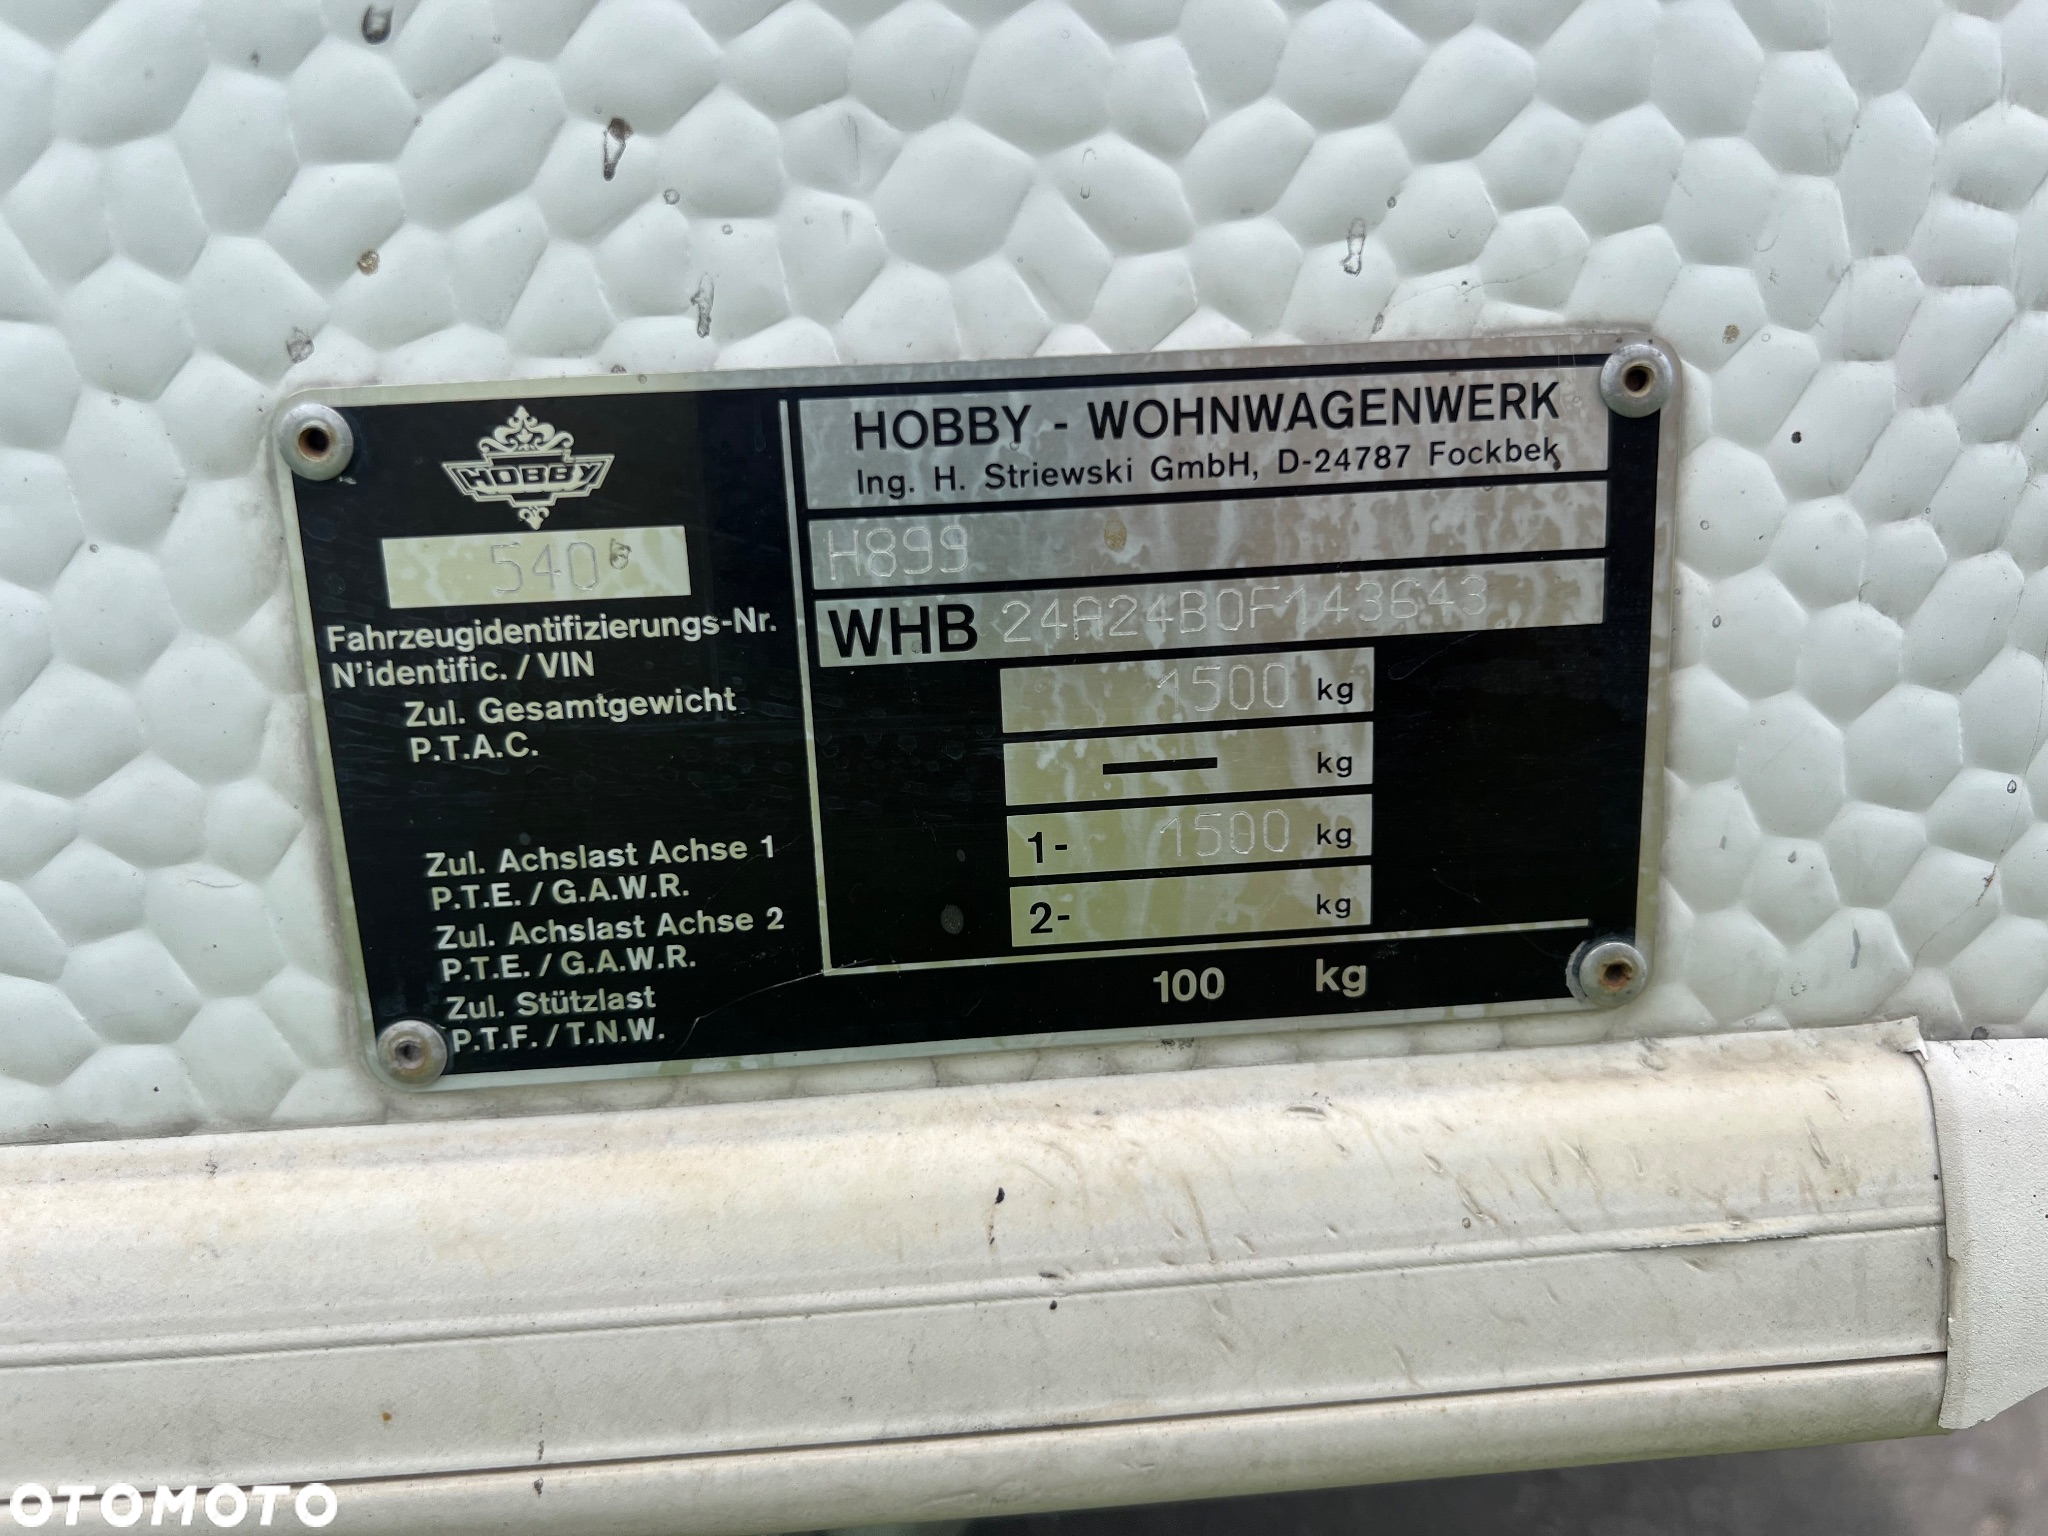 HOBBY
540
Fahrzeugidentifizierungs-Nr.
N'identific. / VIN
Zul. Gesamtgewicht
P.T.A.C.
Zul. Achslast Achse 1
P.T.E. / G.A.W.R.
Zul. Achslast Achse 2
P.T.E. / G.A.W.R.
Zul. Stützlast
P.T.F. / T.N.W.
HOBBY - WOHNWAGENWERK
Ing. H. Striewski GmbH, D-24787 Fockbek
H899
WHB 24A24B0F143643
1500 kg
— kg
1- 1500 kg
2- kg
100 kg
OTOMOTO